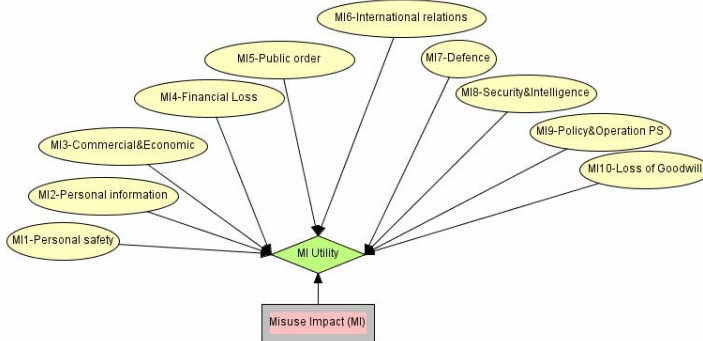 MI6-International relations
MI5-Public order
MI7-Defence
MI4-Financial Loss
MI8-Security&Intelligence
MI3-Commercial&Economic
MI9-Policy&Operation PS
MI10-Loss of Goodwill
MI2-Personal information
MI1-Personal safety
MI Utility
Misuse Impact (MI)